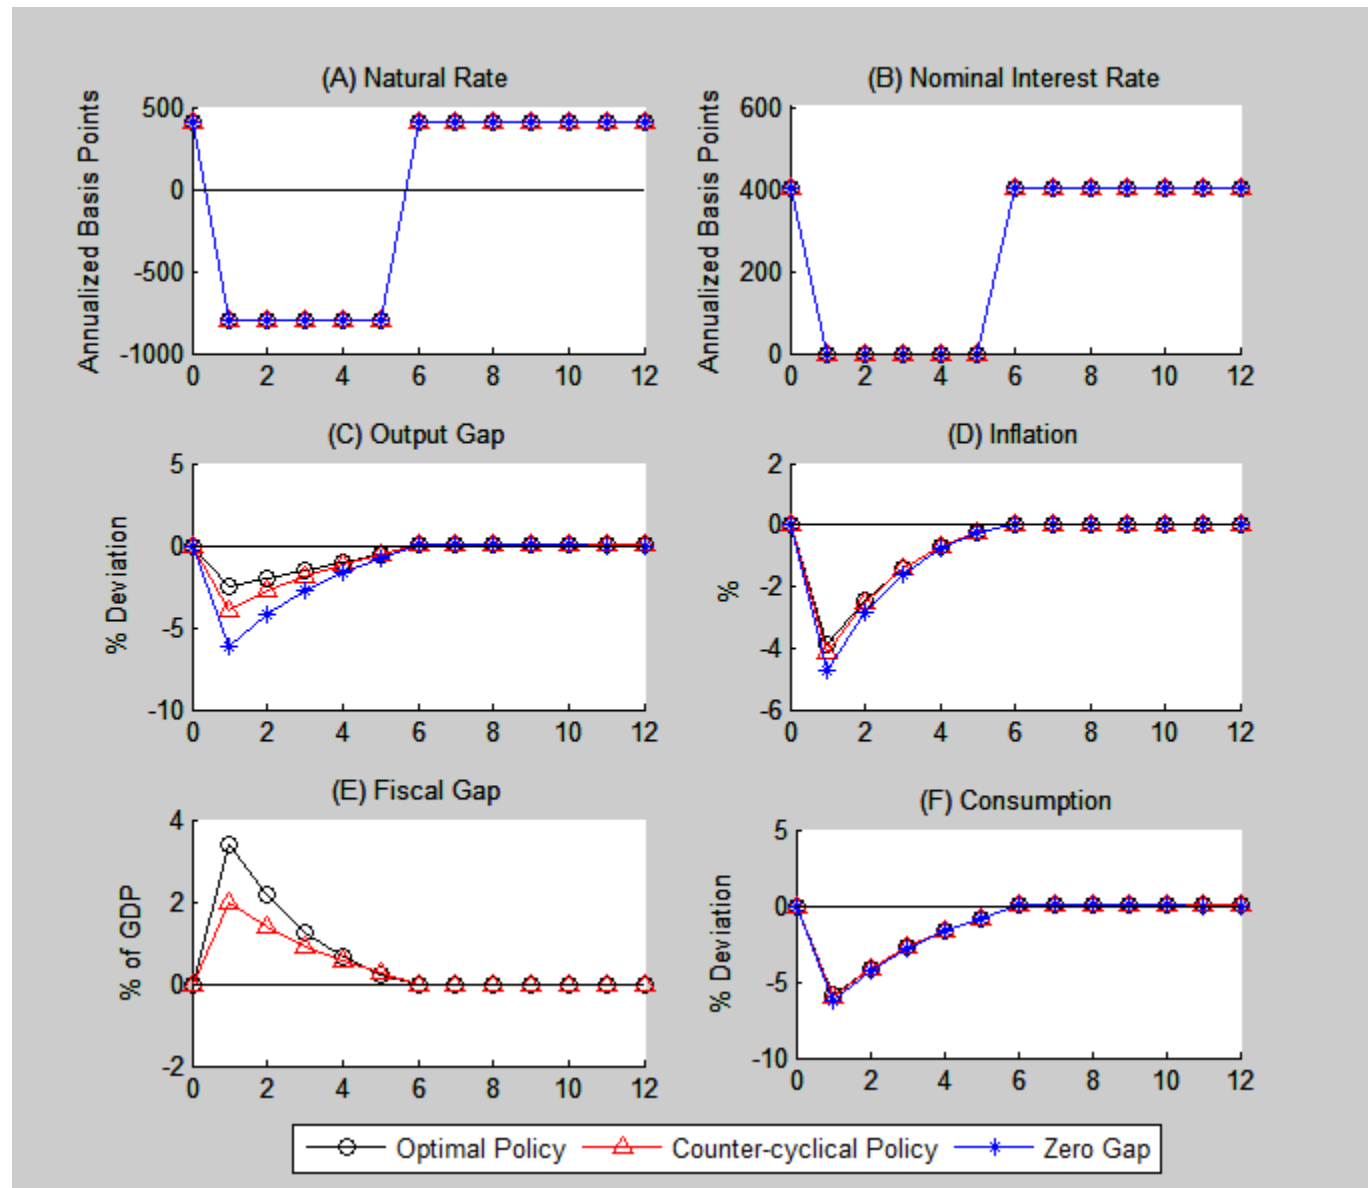 (A) Natural Rate
Annualized Basis Points
500
0
-500
-1000
0 2 4 6 8 10 12
(B) Nominal Interest Rate
Annualized Basis Points
600
400
200
0
0 2 4 6 8 10 12
(C) Output Gap
% Deviation
5
0
-5
-10
0 2 4 6 8 10 12
(D) Inflation
%
2
0
-2
-4
-6
0 2 4 6 8 10 12
(E) Fiscal Gap
% of GDP
4
2
0
-2
0 2 4 6 8 10 12
(F) Consumption
% Deviation
5
0
-5
-10
0 2 4 6 8 10 12
Optimal Policy Counter-cyclical Policy Zero Gap